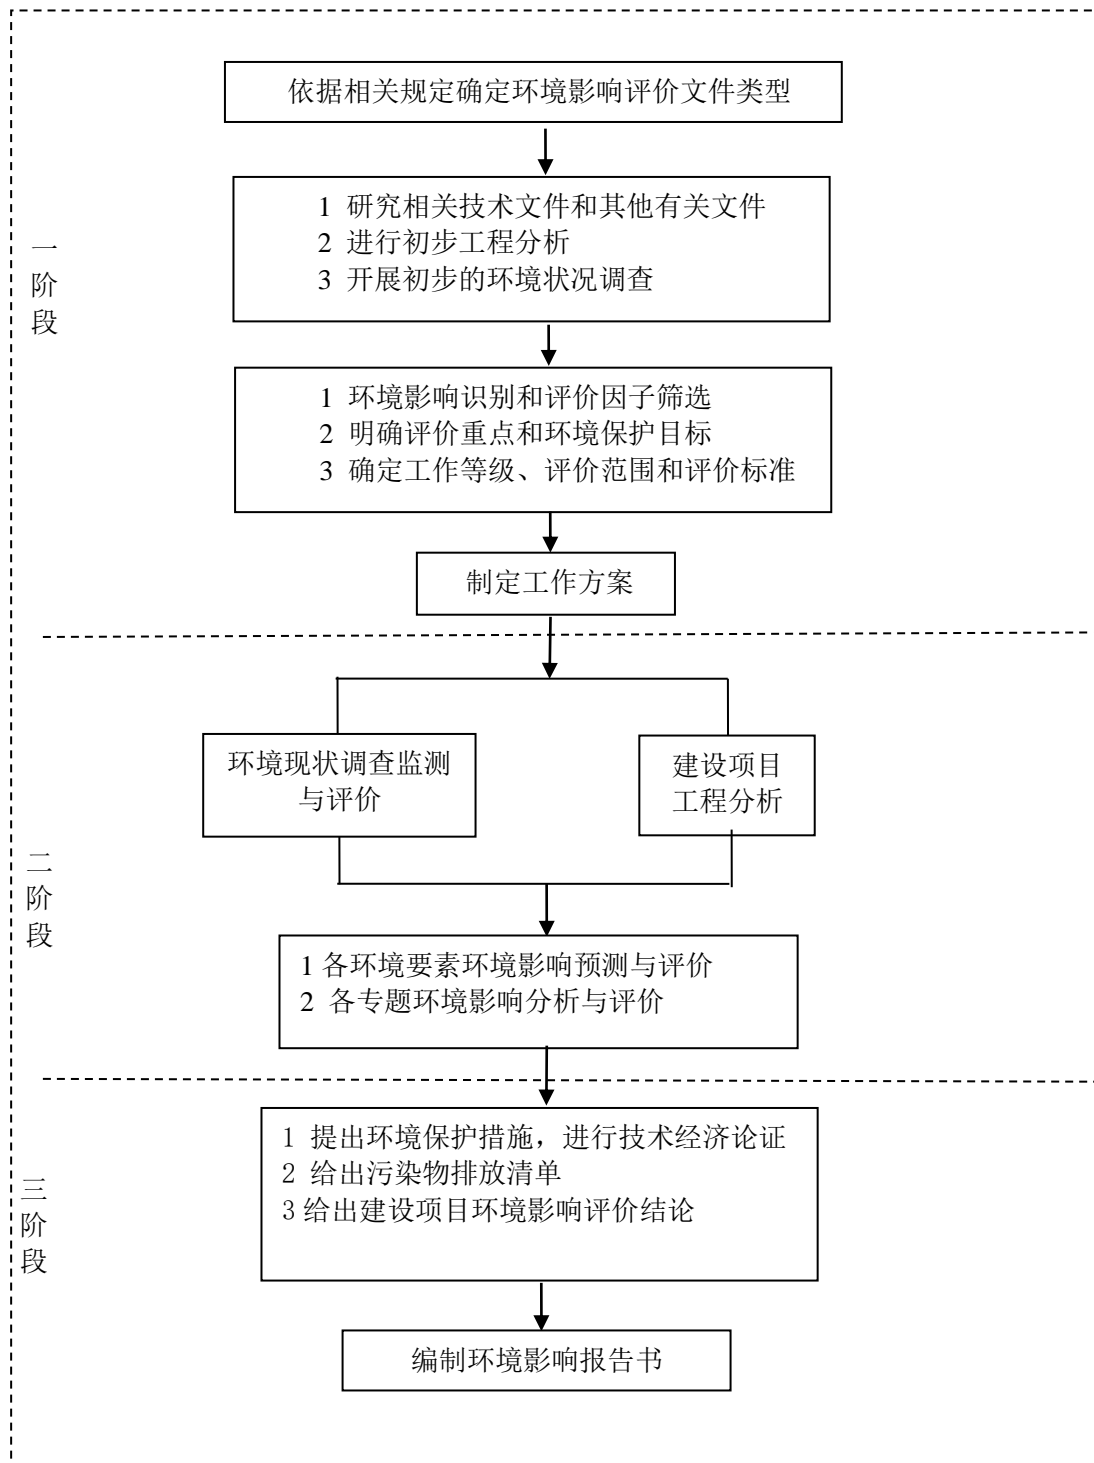 依据相关规定确定环境影响评价文件类型
1 研究相关技术文件和其他有关文件
2 进行初步工程分析
3 开展初步的环境状况调查
一
阶
段
1 环境影响识别和评价因子筛选
2 明确评价重点和环境保护目标
3 确定工作等级、评价范围和评价标准
制定工作方案
环境现状调查监测
与评价
建设项目
工程分析
二
阶
段
1 各环境要素环境影响预测与评价
2 各专题环境影响分析与评价
1 提出环境保护措施，进行技术经济论证
2 给出污染物排放清单
3 给出建设项目环境影响评价结论
三
阶
段
编制环境影响报告书